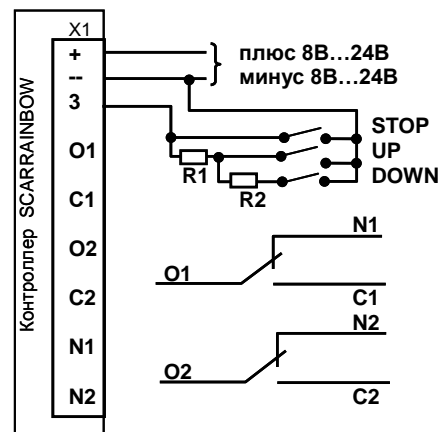 X1
+
--
3
O1
C1
O2
C2
N1
N2
Контроллер SCARRAINBOW
плюс 8В...24В
минус 8В...24В
STOP
UP
DOWN
R1
R2
N1
O1
C1
N2
O2
C2